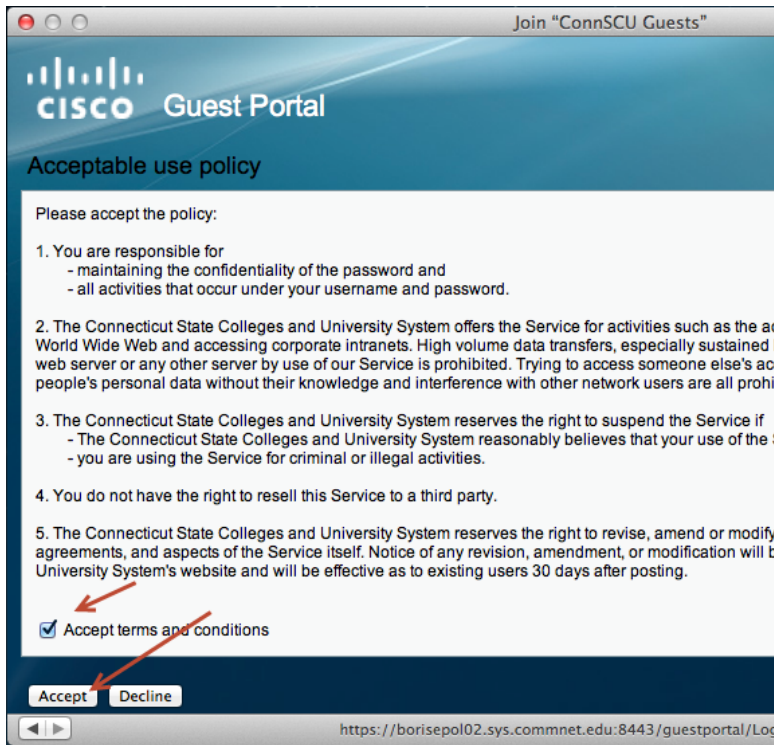 Join "ConnSCU Guests"
CISCO Guest Portal
Acceptable use policy
Please accept the policy:
1. You are responsible for
- maintaining the confidentiality of the password and
- all activities that occur under your username and password.
2. The Connecticut State Colleges and University System offers the Service for activities such as the
World Wide Web and accessing corporate intranets. High volume data transfers, especially sustained
web server or any other server by use of our Service is prohibited. Trying to access someone else's
people's personal data without their knowledge and interference with other network users are all
3. The Connecticut State Colleges and University System reserves the right to suspend the Service if
- The Connecticut State Colleges and University System reasonably believes that your use of the
- you are using the Service for criminal or illegal activities.
4. You do not have the right to resell this Service to a third party.
5. The Connecticut State Colleges and University System reserves the right to revise, amend or modify
agreements, and aspects of the Service itself. Notice of any revision, amendment, or modification will
University System's website and will be effective as to existing users 30 days after posting.
Accept terms and conditions
Accept Decline
https://borisepol02.sys.commnet.edu:8443/guestportal/Log